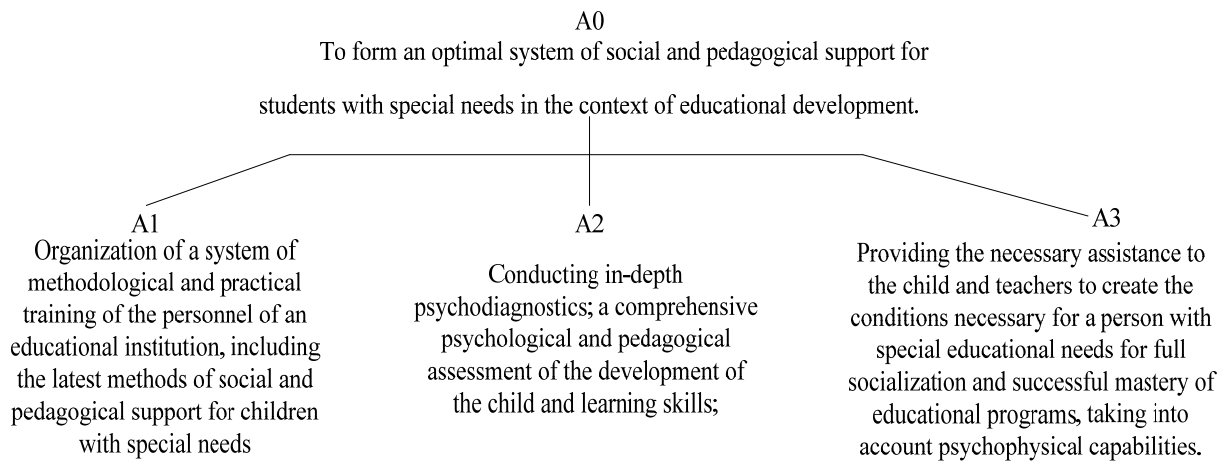 A0
To form an optimal system of social and pedagogical support for
students with special needs in the context of educational development.
A1
Organization of a system of
methodological and practical
training of the personnel of an
educational institution, including
the latest methods of social and
pedagogical support for children
with special needs
A2
Conducting in-depth
psychodiagnostics; a comprehensive
psychological and pedagogical
assessment of the development of
the child and learning skills;
A3
Providing the necessary assistance to
the child and teachers to create the
conditions necessary for a person with
special educational needs for full
socialization and successful mastery of
educational programs, taking into
account psychophysical capabilities.